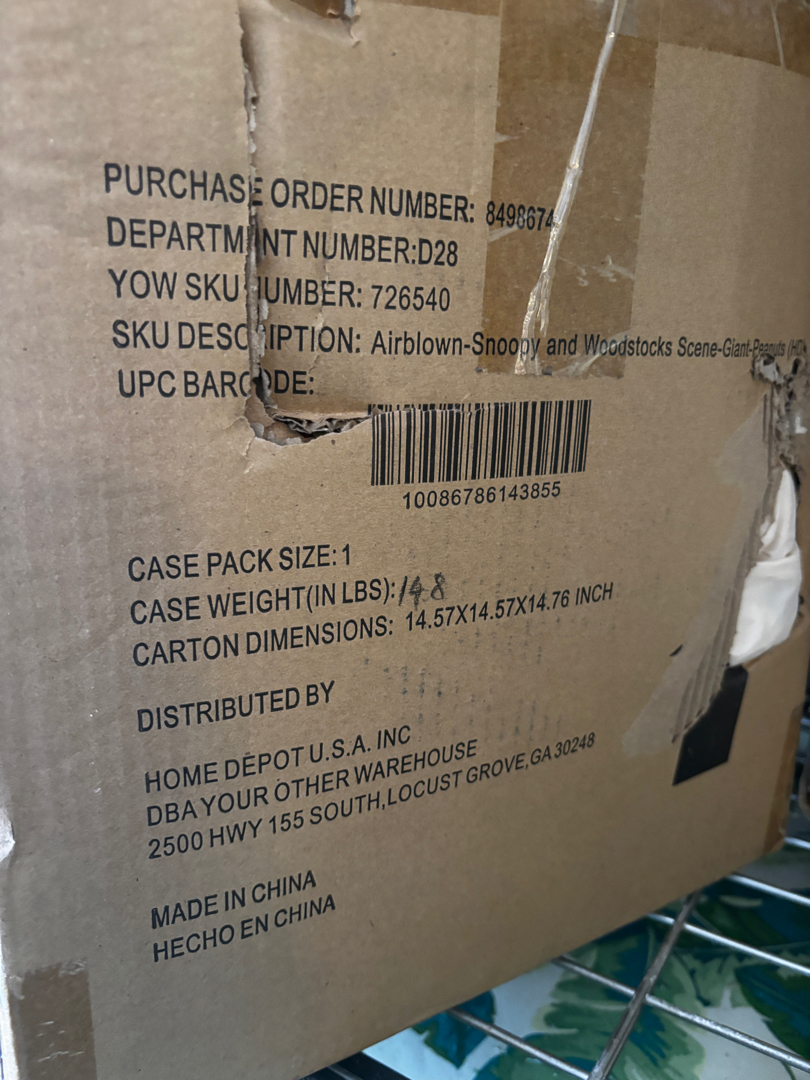 PURCHASE ORDER NUMBER: 8498674
DEPARTMENT NUMBER:D28
YOW SKU NUMBER: 726540
SKU DESCRIPTION: Airblown-Snoopy and Woodstocks Scene-Giant-Peanuts
UPC BARCODE:
10086786143855
CASE PACK SIZE:1
CASE WEIGHT(IN LBS):148
CARTON DIMENSIONS: 14.57X14.57X14.76 INCH
DISTRIBUTED BY
HOME DEPOT U.S.A. INC
DBA YOUR OTHER WAREHOUSE
2500 HWY 155 SOUTH,LOCUST GROVE,GA 30248
MADE IN CHINA
HECHO EN CHINA